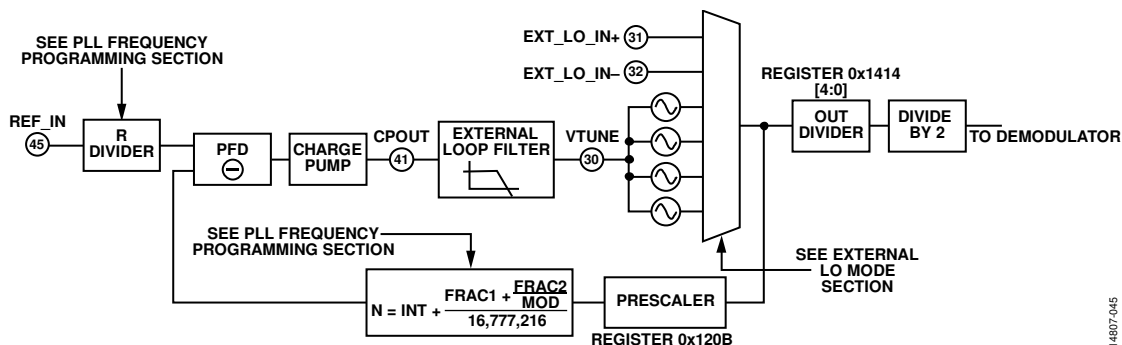 SEE PLL FREQUENCY
PROGRAMMING SECTION
REF_IN
45
R
DIVIDER
PFD
CHARGE
PUMP
CPOUT
41
EXTERNAL
LOOP FILTER
VTUNE
30
EXT_LO_IN+
31
EXT_LO_IN–
32
REGISTER 0x1414
[4:0]
OUT
DIVIDER
DIVIDE
BY 2
TO DEMODULATOR
SEE PLL FREQUENCY
PROGRAMMING SECTION
SEE EXTERNAL
LO MODE
SECTION
N = INT +
FRAC1 +
FRAC2
MOD
16,777,216
PRESCALER
REGISTER 0x120B
14807-045